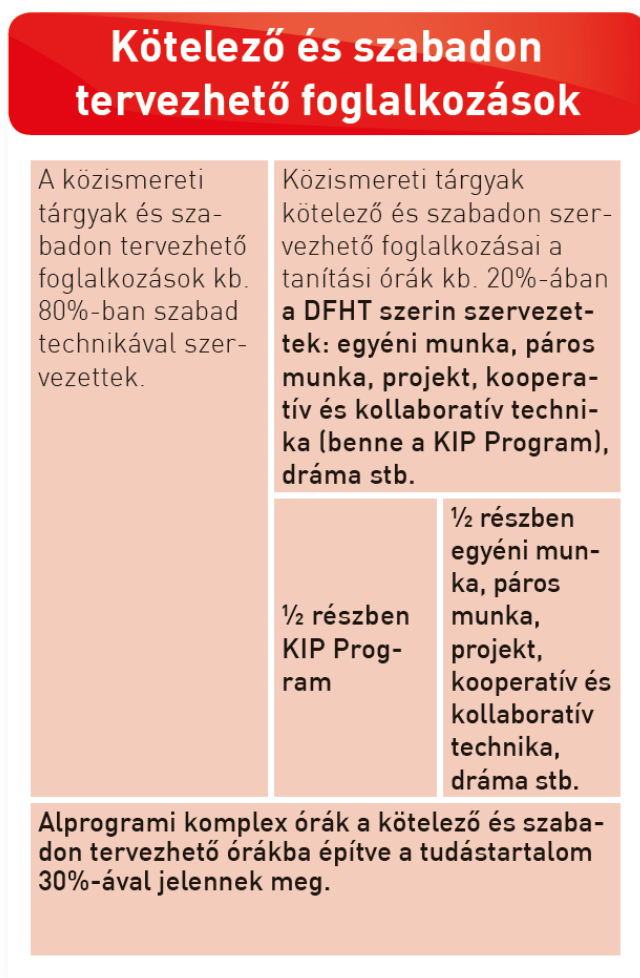 Kötelező és szabadon
tervezhető foglalkozások
A közismereti
tárgyak és sza-
badon tervezhető
foglalkozások kb.
80%-ban szabad
technikával szer-
vezettek.
Közismereti tárgyak
kötelező és szabadon szer-
vezhető foglalkozásai a
tanítási órák kb. 20%-ában
a DFHT szerin szervezet-
tek: egyéni munka, páros
munka, projekt, koopera-
tív és kollaboratív techni-
ka (benne a KIP Program),
dráma stb.
½ részben
KIP Prog-
ram
½ részben
egyéni mun-
ka, páros
munka,
projekt,
kooperatív és
kollaboratív
technika,
dráma stb.
Alprogrami komplex órák a kötelező és szaba-
don tervezhető órákba építve a tudástartalom
30%-ával jelennek meg.